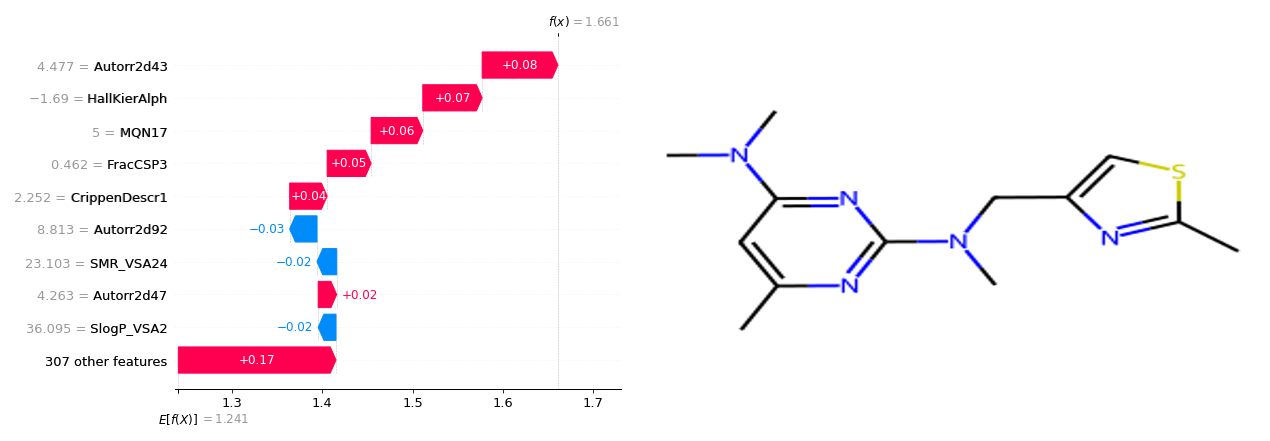 f(x) = 1.661
4.477 = Autorr2d43
+0.08
−1.69 = HallKierAlph
+0.07
5 = MQN17
+0.06
0.462 = FracCSP3
+0.05
2.252 = CrippenDescr1
+0.04
8.813 = Autorr2d92
−0.03
23.103 = SMR_VSA24
−0.02
4.263 = Autorr2d47
+0.02
36.095 = SlogP_VSA2
−0.02
307 other features
+0.17
1.3 1.4 1.5 1.6 1.7
E[f(X)] = 1.241
N
N
N
N
N
S